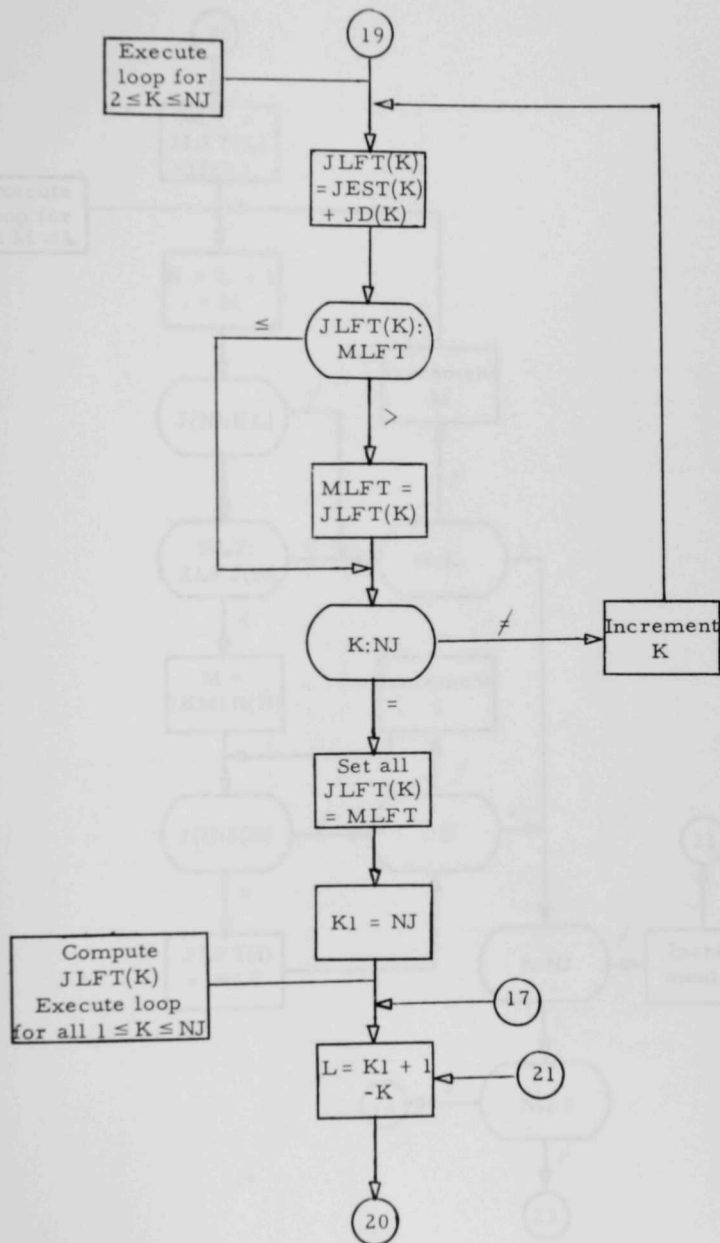 19
Execute
loop for
2 ≤ K ≤ NJ
JLFT(K)
= JEST(K)
+ JD(K)
JLFT(K):
MLFT
≤
>
MLFT =
JLFT(K)
K:NJ
≠
Increment
K
=
Set all
JLFT(K)
= MLFT
K1 = NJ
Compute
JLFT(K)
Execute loop
for all 1 ≤ K ≤ NJ
17
L = K1 + 1
-K
21
20